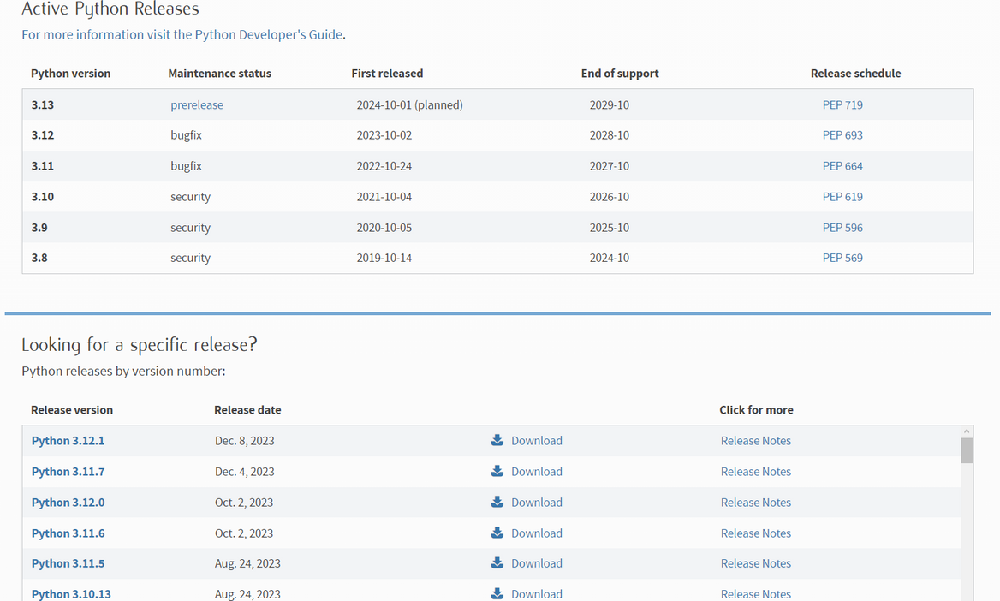 Active Python Releases
For more information visit the Python Developer's Guide.
Python version Maintenance status First released End of support Release schedule
3.13 prerelease 2024-10-01 (planned) 2029-10 PEP 719
3.12 bugfix 2023-10-02 2028-10 PEP 693
3.11 bugfix 2022-10-24 2027-10 PEP 664
3.10 security 2021-10-04 2026-10 PEP 619
3.9 security 2020-10-05 2025-10 PEP 596
3.8 security 2019-10-14 2024-10 PEP 569
Looking for a specific release?
Python releases by version number:
Release version Release date Click for more
Python 3.12.1 Dec. 8, 2023 Download Release Notes
Python 3.11.7 Dec. 4, 2023 Download Release Notes
Python 3.12.0 Oct. 2, 2023 Download Release Notes
Python 3.11.6 Oct. 2, 2023 Download Release Notes
Python 3.11.5 Aug. 24, 2023 Download Release Notes
Python 3.10.13 Aug. 24, 2023 Download Release Notes